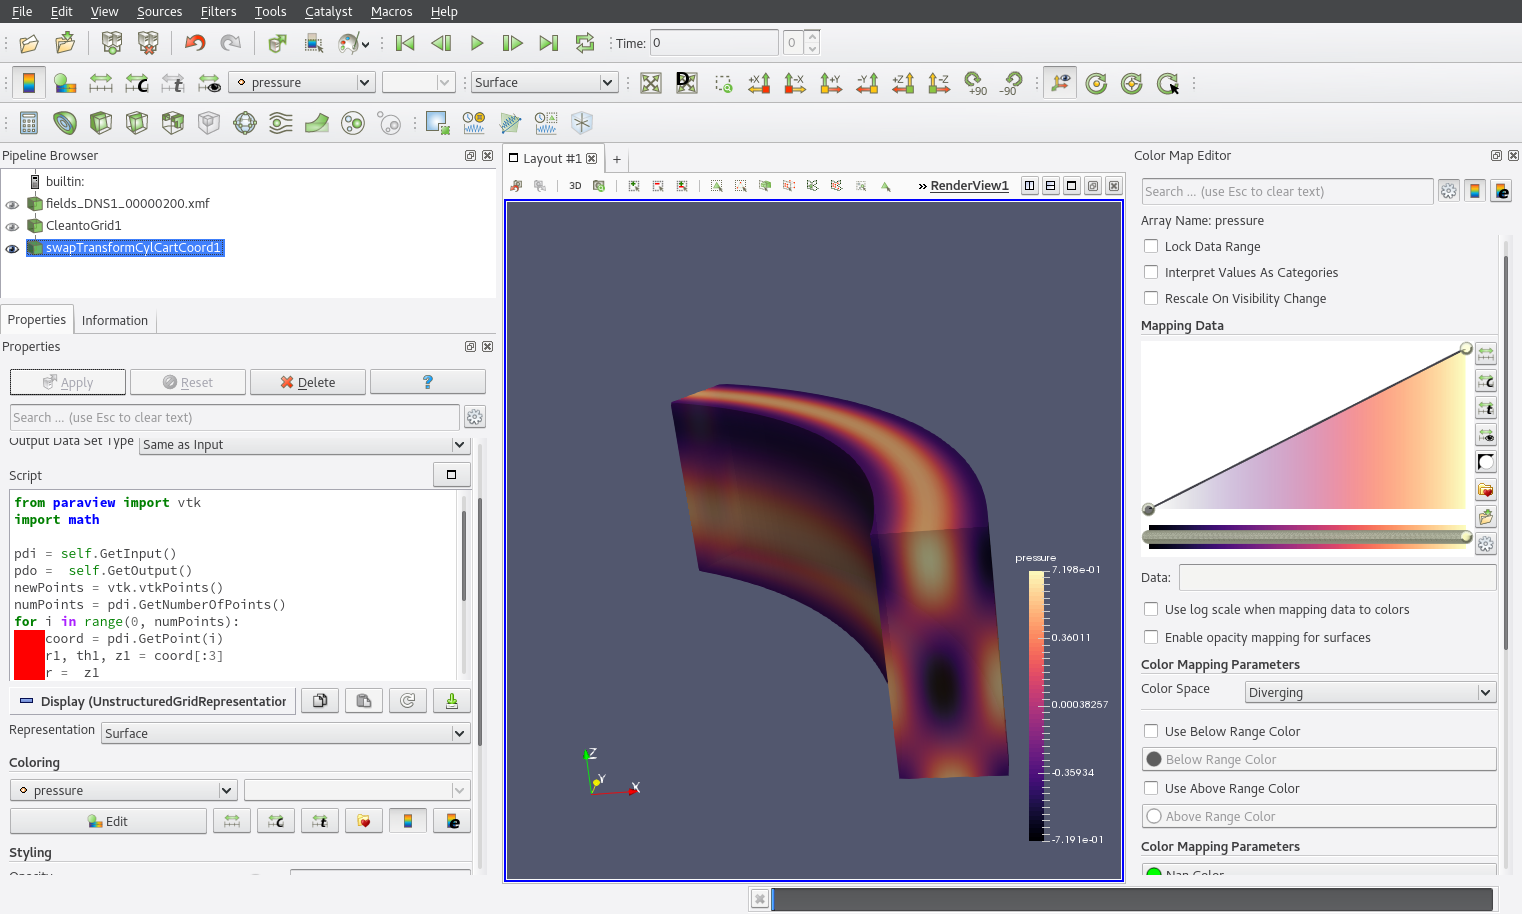 File Edit View Sources Filters Tools Catalyst Macros Help
Time: 0 0
C t pressure Surface D +X -X +Y -Y +Z -Z +90 -90
Pipeline Browser
builtin:
fields_DNS1_00000200.xmf
CleantoGrid1
swapTransformCylCartCoord1
Properties Information
Properties
Apply Reset Delete ?
Search ... (use Esc to clear text)
Output Data Set Type Same as Input
Script
from paraview import vtk
import math
pdi = self.GetInput()
pdo =  self.GetOutput()
newPoints = vtk.vtkPoints()
numPoints = pdi.GetNumberOfPoints()
for i in range(0, numPoints):
coord = pdi.GetPoint(i)
r1, th1, z1 = coord[:3]
r =  z1
Display (UnstructuredGridRepresentation
Representation Surface
Coloring
pressure
Edit C t e
Styling
Opacity
Layout #1 +
3D » RenderView1
pressure
7.198e-01
0.36011
0.00038257
-0.35934
-7.191e-01
Z
Y
X
Color Map Editor
Search ... (use Esc to clear text) e
Array Name: pressure
Lock Data Range
Interpret Values As Categories
Rescale On Visibility Change
Mapping Data
C
t
Data:
Use log scale when mapping data to colors
Enable opacity mapping for surfaces
Color Mapping Parameters
Color Space Diverging
Use Below Range Color
Below Range Color
Use Above Range Color
Above Range Color
Color Mapping Parameters
Nan Color